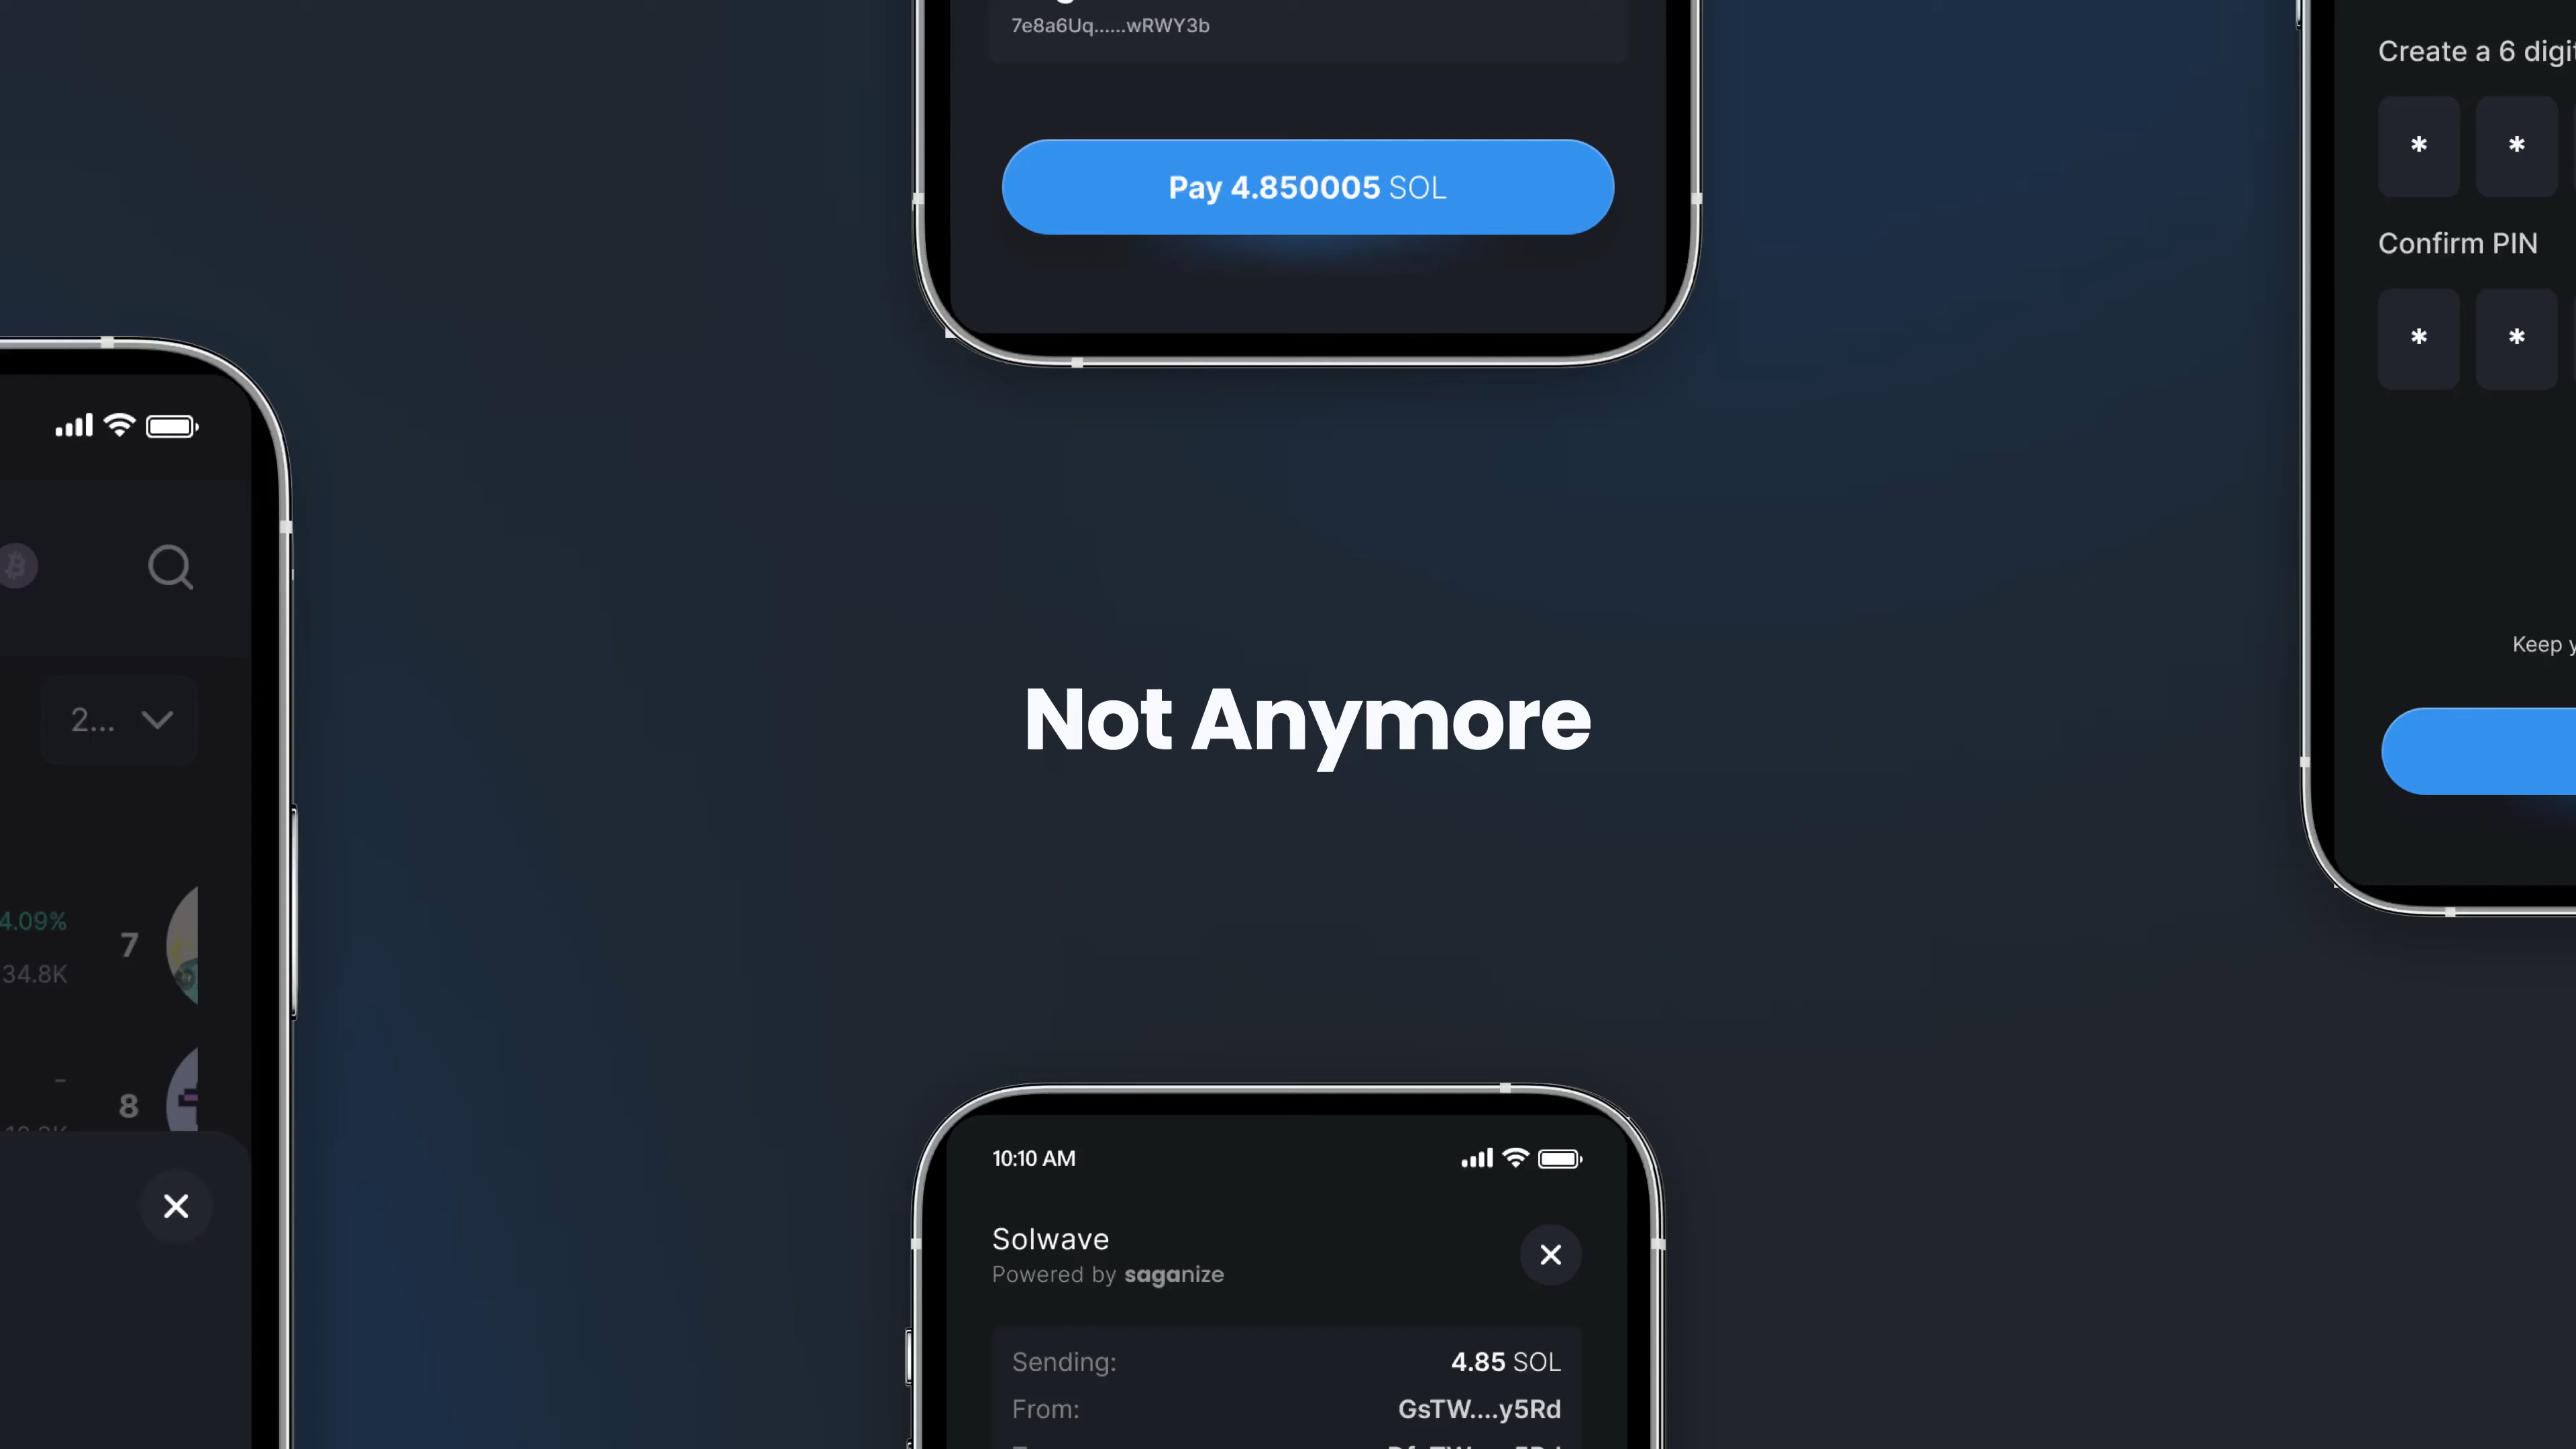 7e8a6Uq......wRWY3b
Pay 4.850005 SOL
Create a 6 digit
*
*
Confirm PIN
*
*
Keep
2...
4.09%
7
34.8K
-
8
Not Anymore
10:10 AM
Solwave
Powered by saganize
Sending:
4.85 SOL
From:
GsTW....y5Rd